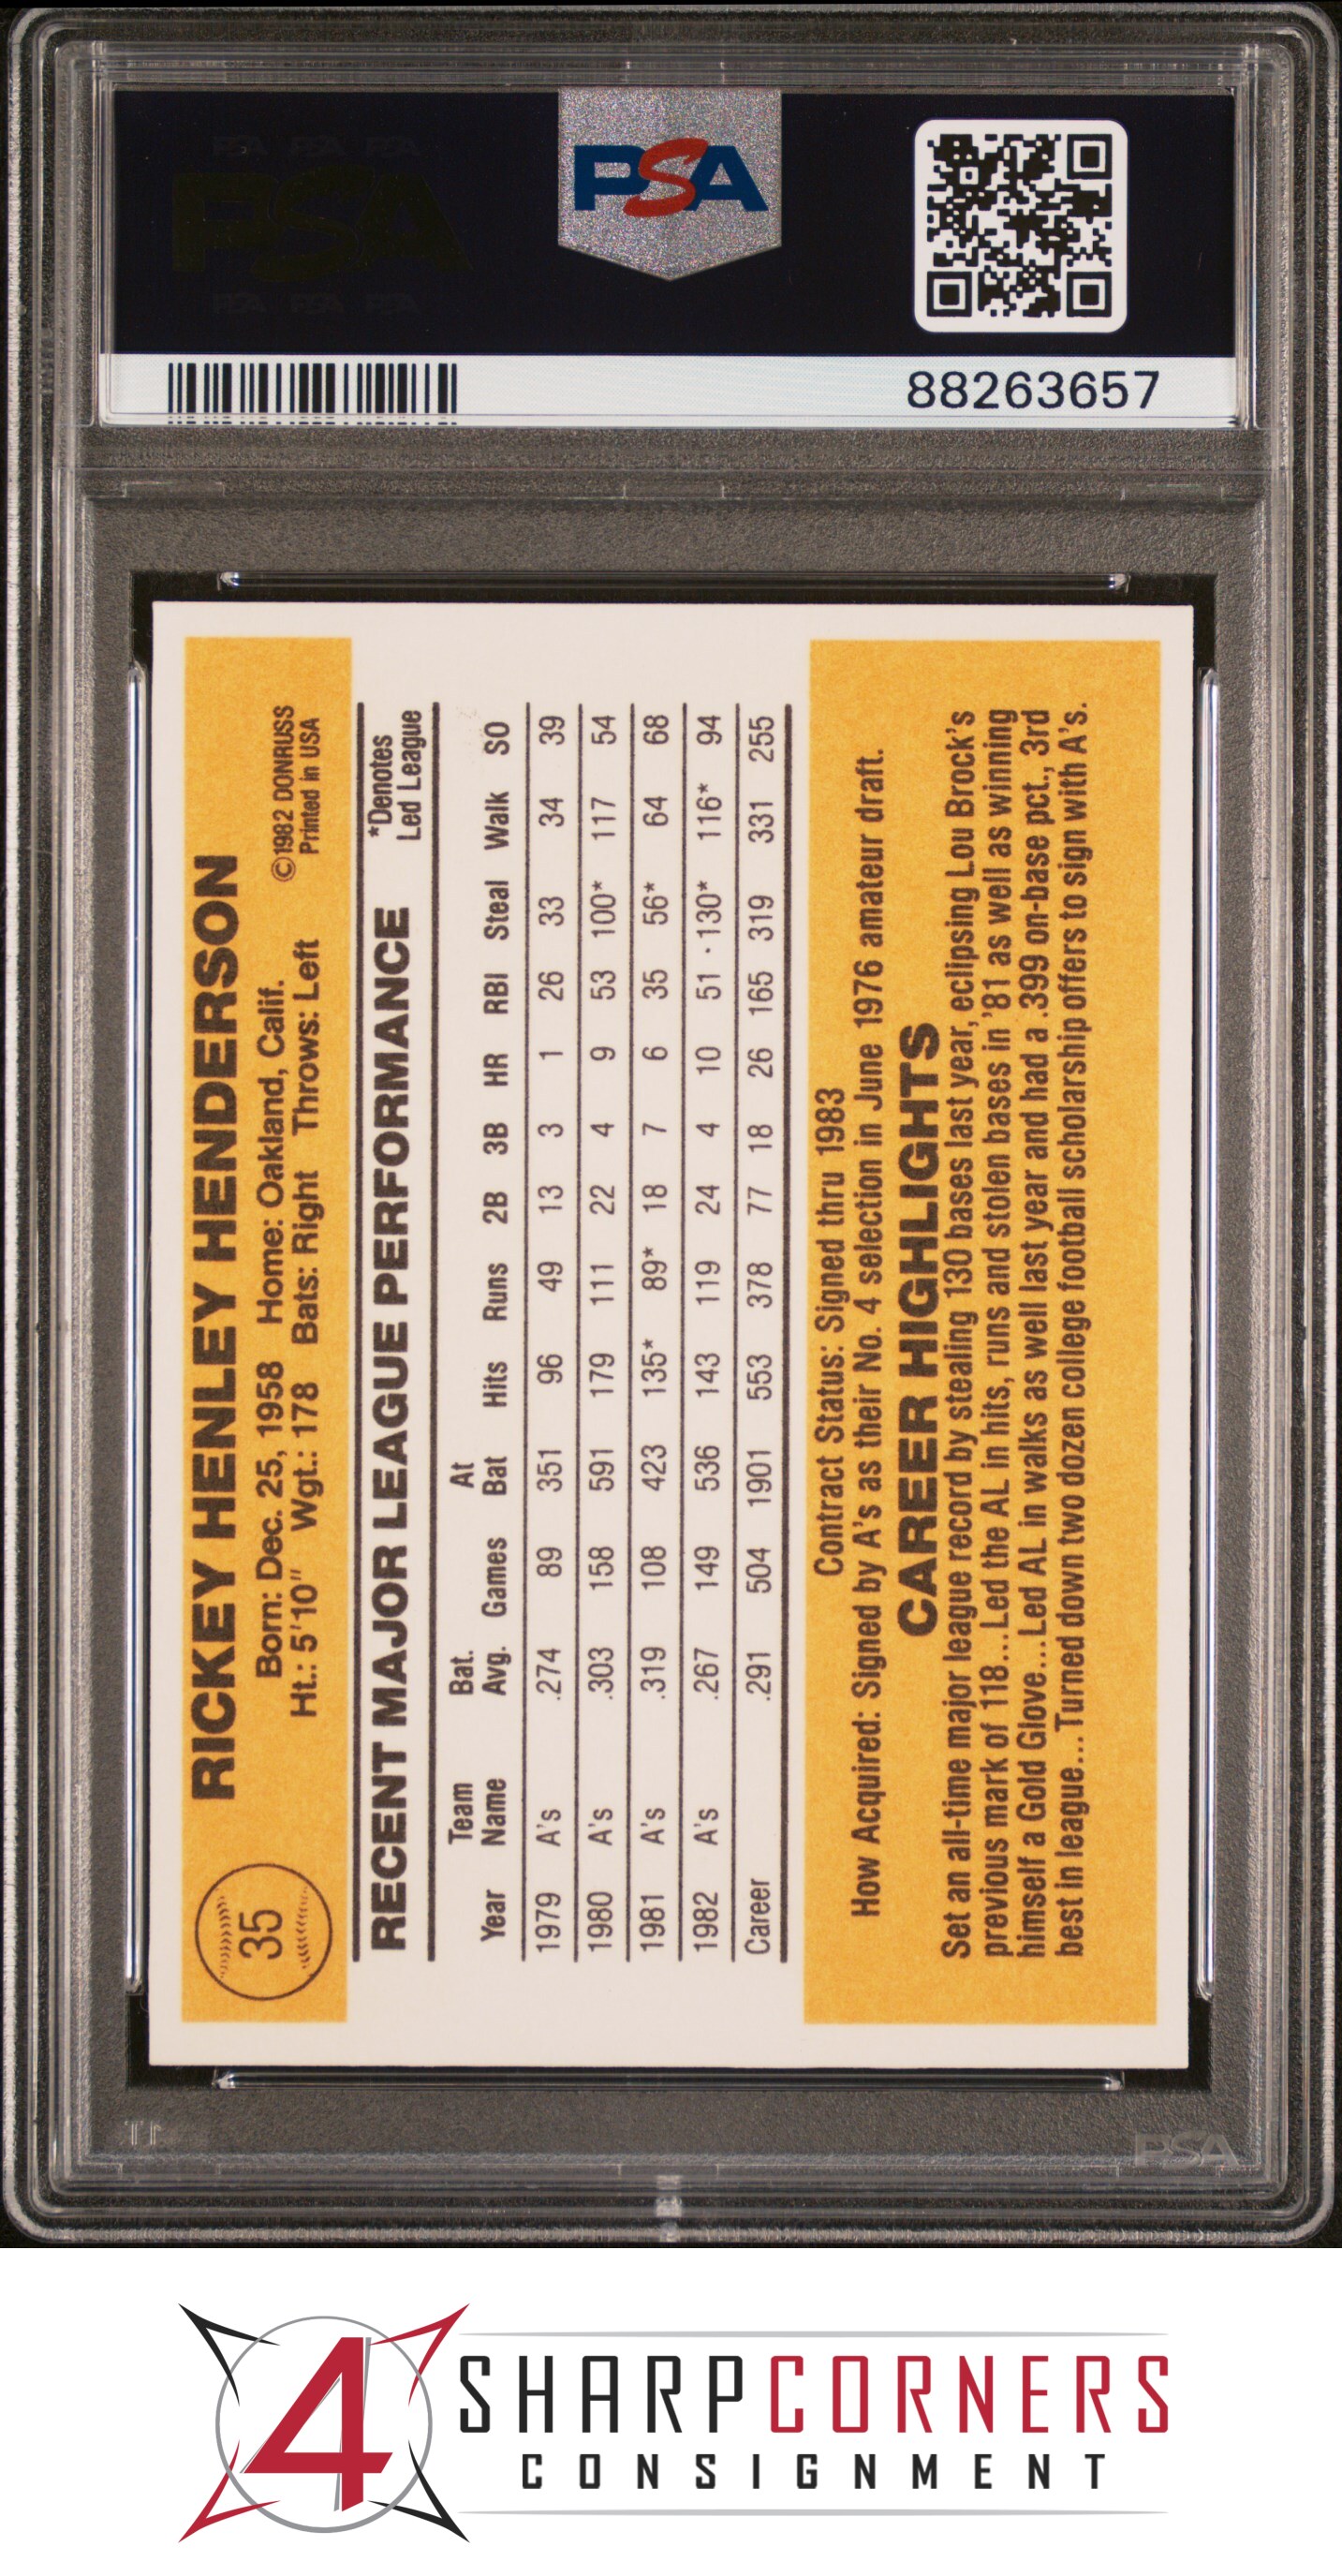 PSA PSA PSA
PSA
PSA PSA PSA
PSA
88263657
35
RICKEY HENLEY HENDERSON
Born: Dec. 25, 1958 Home: Oakland, Calif. ©1982 DONRUSS
Ht.: 5'10" Wgt.: 178 Bats: Right Throws: Left Printed in USA
RECENT MAJOR LEAGUE PERFORMANCE *Denotes
Led League
Team Bat. At
Year Name Avg. Games Bat Hits Runs 2B 3B HR RBI Steal Walk SO
1979 A's .274 89 351 96 49 13 3 1 26 33 34 39
1980 A's .303 158 591 179 111 22 4 9 53 100* 117 54
1981 A's .319 108 423 135* 89* 18 7 6 35 56* 64 68
1982 A's .267 149 536 143 119 24 4 10 51 · 130* 116* 94
Career .291 504 1901 553 378 77 18 26 165 319 331 255
Contract Status: Signed thru 1983
How Acquired: Signed by A's as their No. 4 selection in June 1976 amateur draft.
CAREER HIGHLIGHTS
Set an all-time major league record by stealing 130 bases last year, eclipsing Lou Brock's
previous mark of 118...Led the AL in hits, runs and stolen bases in '81 as well as winning
himself a Gold Glove...Led AL in walks as well last year and had a .399 on-base pct., 3rd
best in league...Turned down two dozen college football scholarship offers to sign with A's.
PSA
4
SHARPCORNERS
CONSIGNMENT